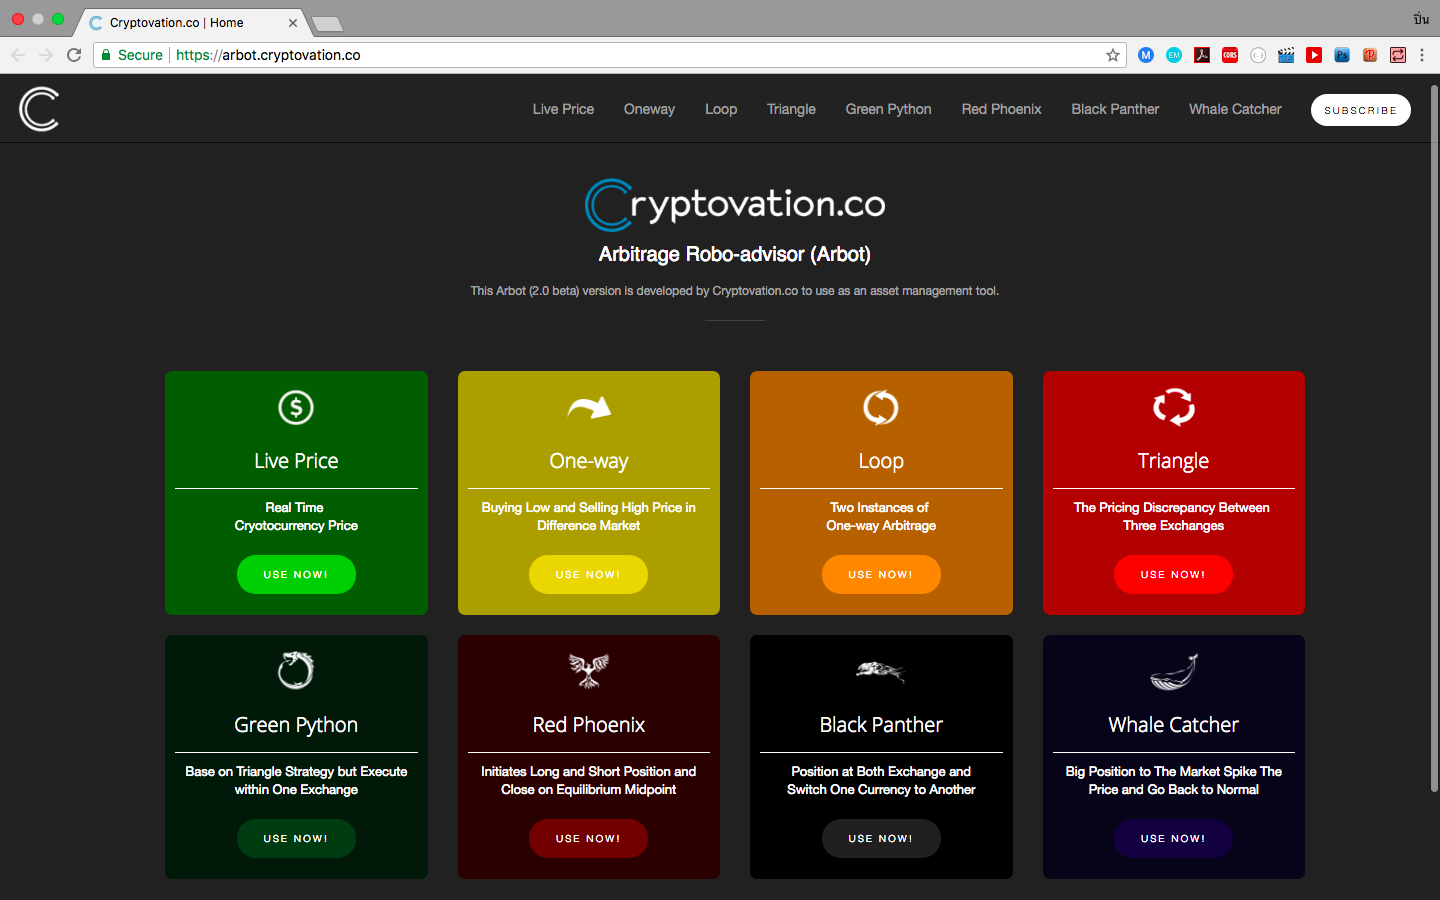 Cryptovation.co | Home
ปิ่น
Secure
https://arbot.cryptovation.co
M
EM
CORS
Ps
Live Price
Oneway
Loop
Triangle
Green Python
Red Phoenix
Black Panther
Whale Catcher
SUBSCRIBE
Cryptovation.co
Arbitrage Robo-advisor (Arbot)
This Arbot (2.0 beta) version is developed by Cryptovation.co to use as an asset management tool.
Live Price
Real Time
Cryotocurrency Price
USE NOW!
One-way
Buying Low and Selling High Price in
Difference Market
USE NOW!
Loop
Two Instances of
One-way Arbitrage
USE NOW!
Triangle
The Pricing Discrepancy Between
Three Exchanges
USE NOW!
Green Python
Base on Triangle Strategy but Execute
within One Exchange
USE NOW!
Red Phoenix
Initiates Long and Short Position and
Close on Equilibrium Midpoint
USE NOW!
Black Panther
Position at Both Exchange and
Switch One Currency to Another
USE NOW!
Whale Catcher
Big Position to The Market Spike The
Price and Go Back to Normal
USE NOW!